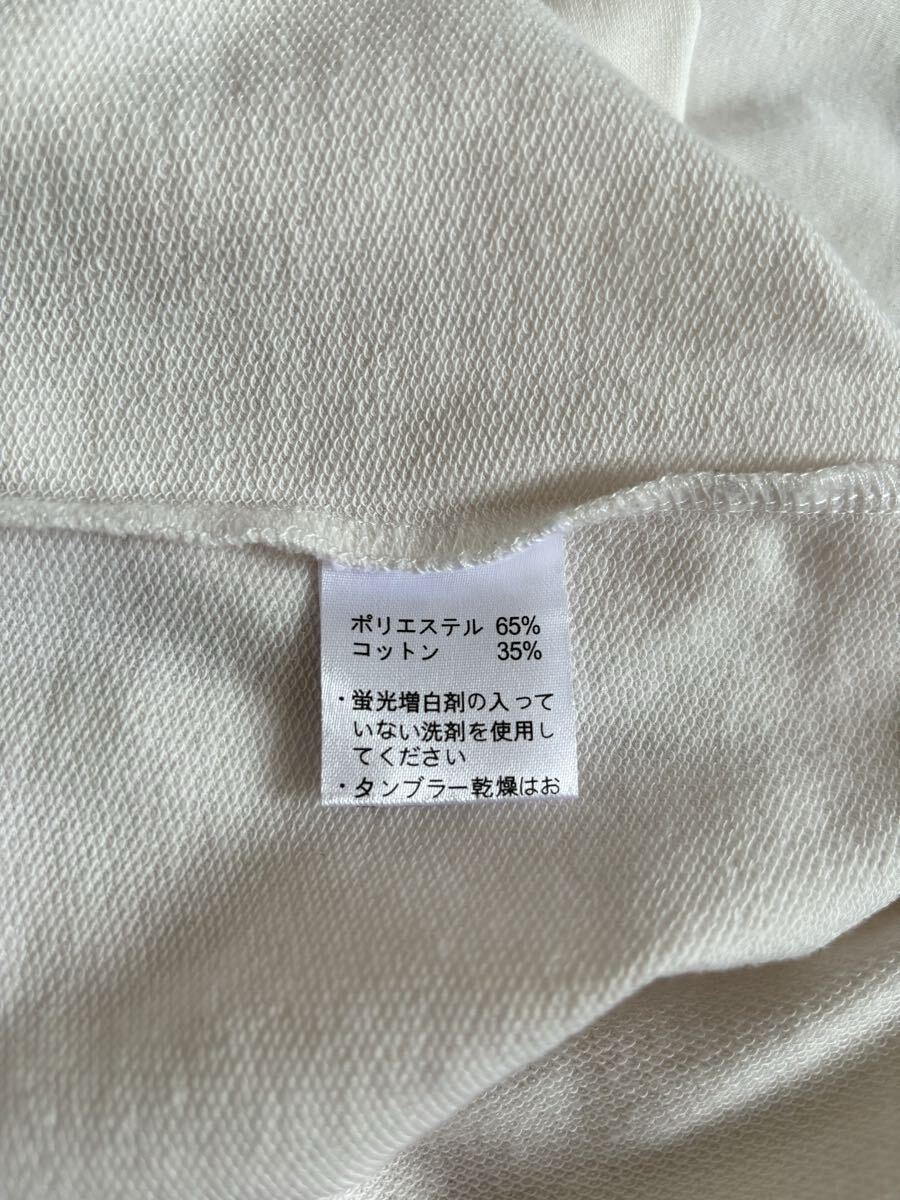 ポリエステル 65%
コットン 35%
・蛍光増白剤の入って
いない洗剤を使用し
てください
・タンブラー乾燥はお